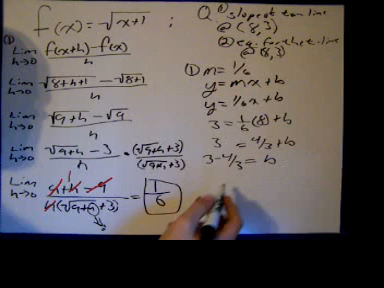 f(x)=√x+1 ; Q. ① slope of tan line
@ (8,3)
② eq. for the t-line
@ (8,3)
①
Lim h→0 f(x+h)-f(x) / h
Lim h→0 √8+h+1 - √8+1 / h
Lim h→0 √9+h - √9 / h
Lim h→0 √9+h - 3 / h • (√9+h +3) / (√9+h +3)
Lim h→0 9+h-9 / h(√9+h+3) = 1/6
① m = 1/6
y = mx + b
y = 1/6 x + b
3 = 1/6 (8) + b
3 = 4/3 + b
3 - 4/3 = b